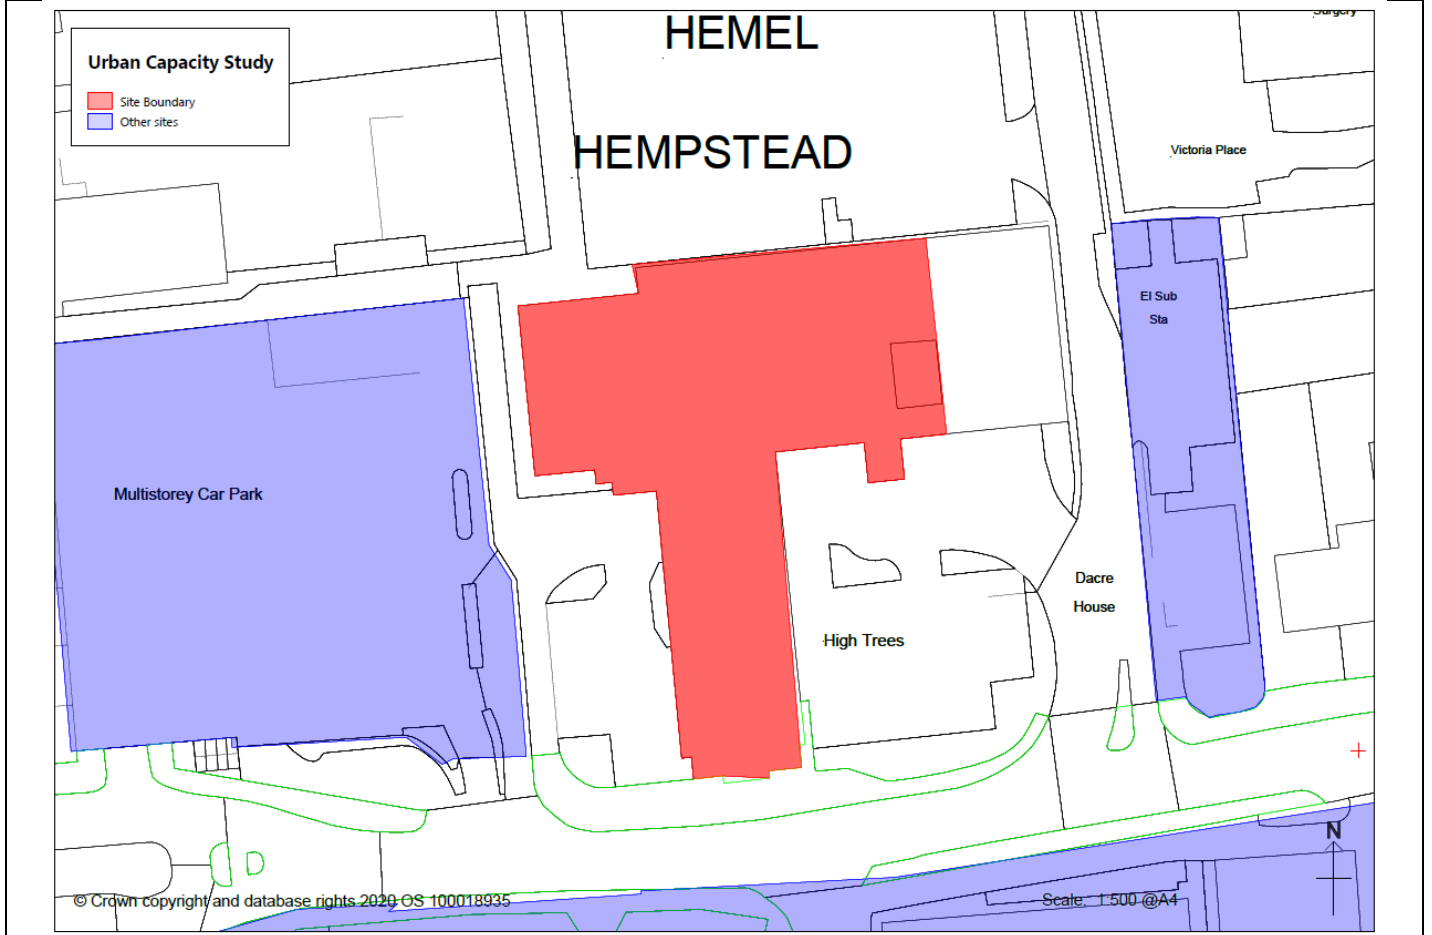 HEMEL
Surgery
Urban Capacity Study
Site Boundary
Other sites
HEMPSTEAD
Victoria Place
El Sub
Sta
Multistorey Car Park
Dacre
House
High Trees
N
© Crown copyright and database rights 2020 OS 100018935
Scale: 1:500 @A4